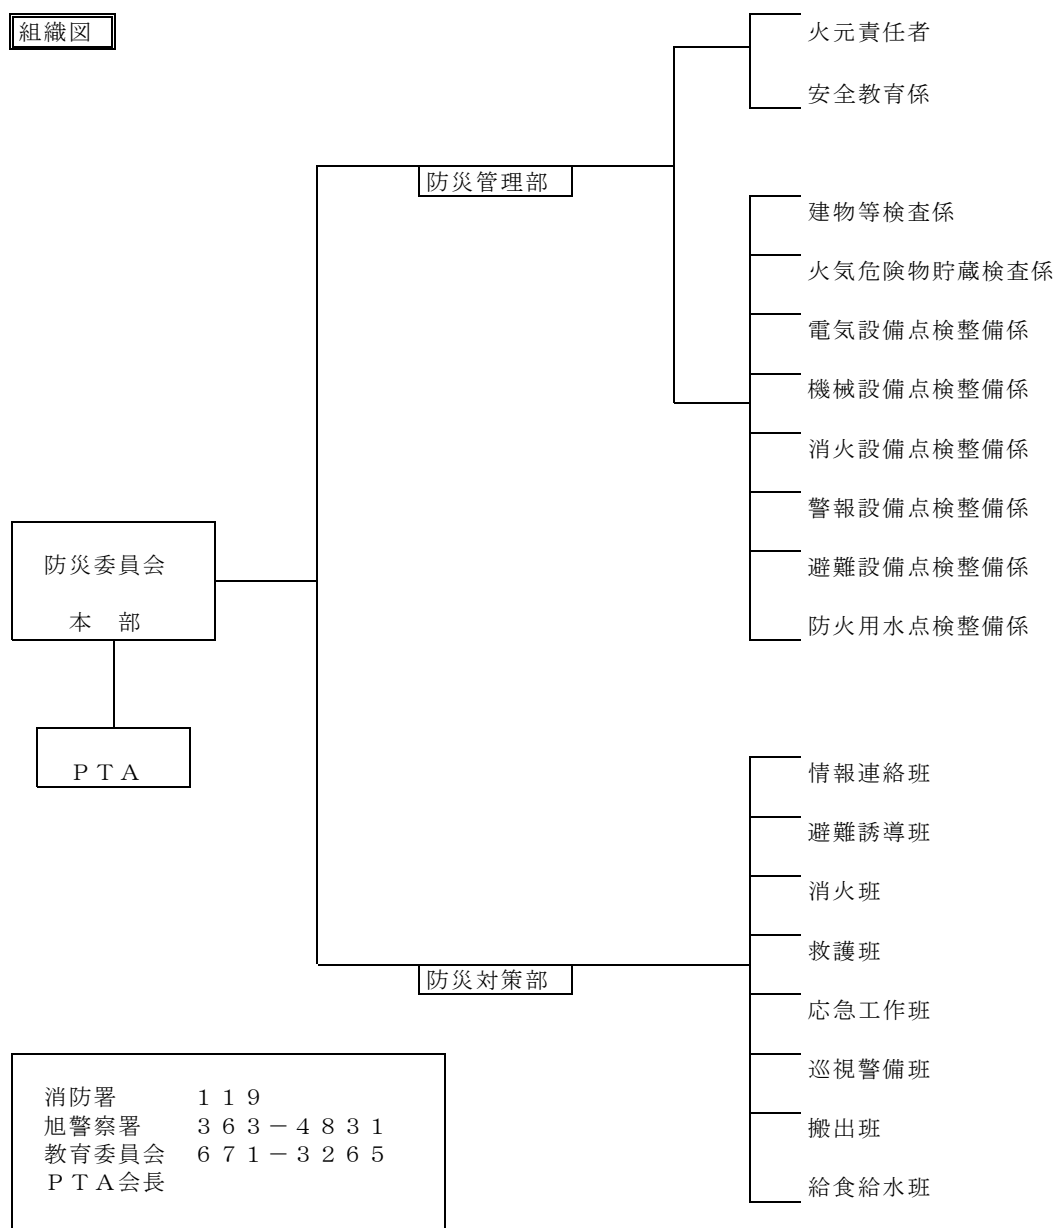 組織図
火元責任者
安全教育係
防災管理部
建物等検査係
火気危険物貯蔵検査係
電気設備点検整備係
機械設備点検整備係
消火設備点検整備係
警報設備点検整備係
避難設備点検整備係
防火用水点検整備係
防災委員会
本　部
ＰＴＡ
情報連絡班
避難誘導班
消火班
救護班
防災対策部
応急工作班
巡視警備班
搬出班
給食給水班
消防署　　　１１９
旭警察署　　３６３－４８３１
教育委員会　６７１－３２６５
ＰＴＡ会長